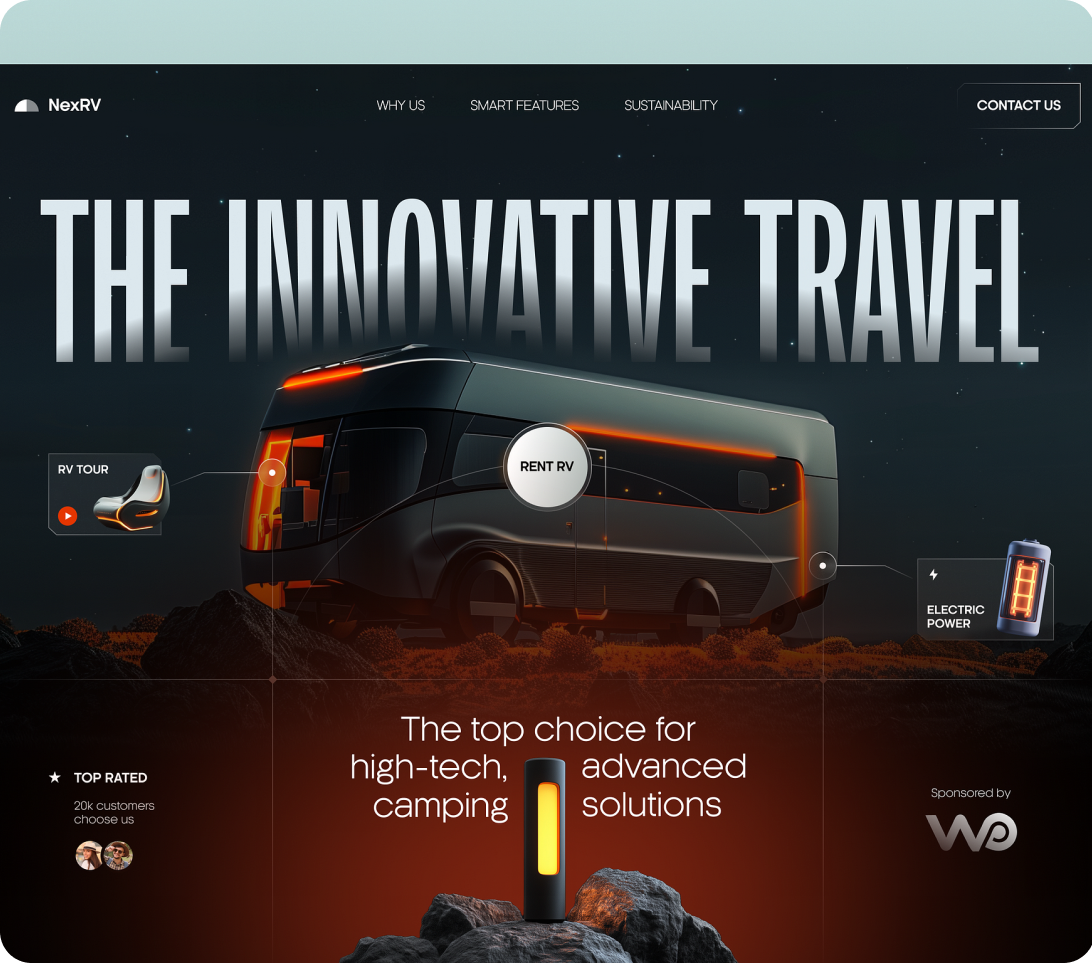 NexRV
WHY US
SMART FEATURES
SUSTAINABILITY
CONTACT US
THE INNOVATIVE TRAVEL
RV TOUR
RENT RV
ELECTRIC
POWER
The top choice for
high-tech, advanced
camping solutions
TOP RATED
20k customers
choose us
Sponsored by